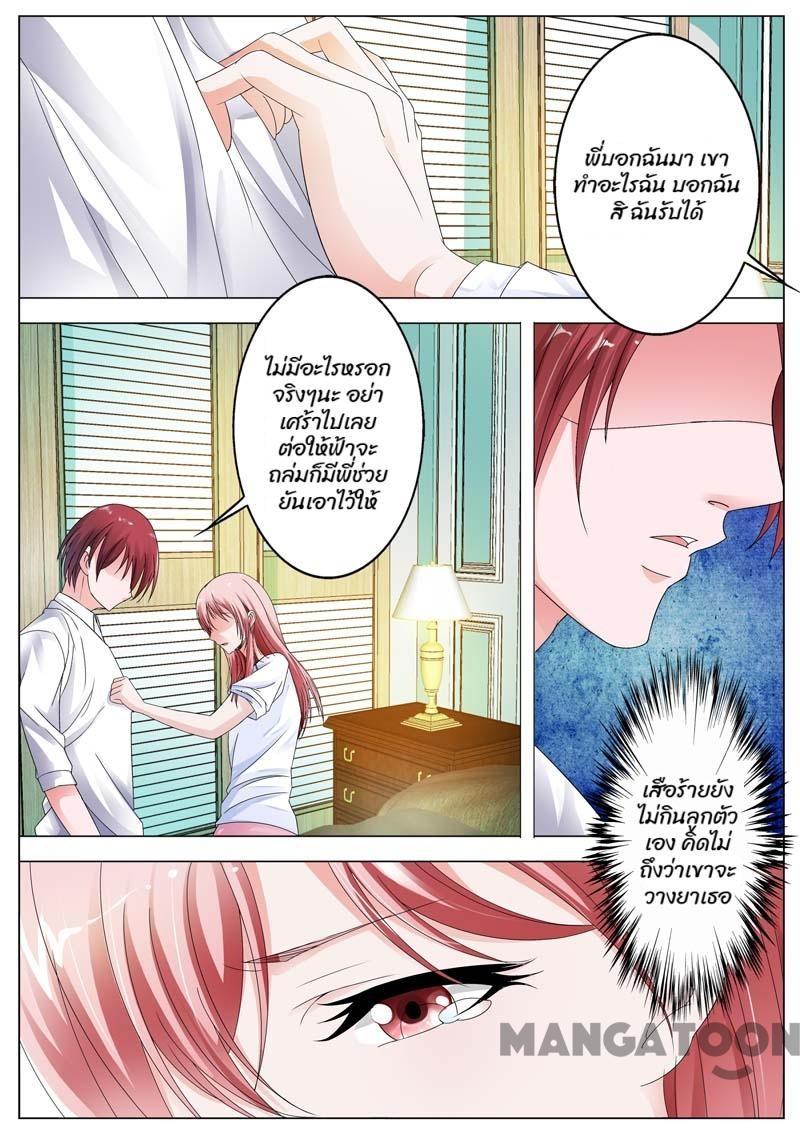 พี่บอกฉันมา เขา
ทำอะไรฉัน บอกฉัน
สิ ฉันรับได้
ไม่มีอะไรหรอก
จริงๆนะ อย่า
เศร้าไปเลย
ต่อให้ฟ้าจะ
ถล่มก็มีพี่ช่วย
ยันเอาไว้ให้
เสือร้ายยัง
ไม่กินลูกตัว
เอง คิดไม่
ถึงว่าเขาจะ
วางยาเธอ
MANGATOON